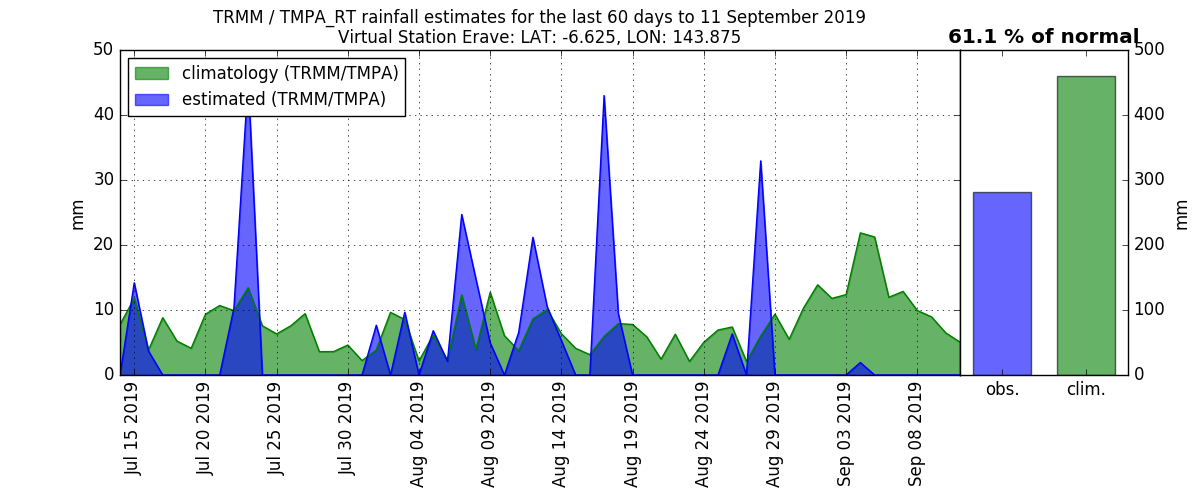 TRMM / TMPA_RT rainfall estimates for the last 60 days to 11 September 2019
Virtual Station Erave: LAT: -6.625, LON: 143.875
61.1 % of normal
climatology (TRMM/TMPA)
estimated (TRMM/TMPA)
50
40
30
20
10
0
mm
500
400
300
200
100
0
mm
Jul 15 2019
Jul 20 2019
Jul 25 2019
Jul 30 2019
Aug 04 2019
Aug 09 2019
Aug 14 2019
Aug 19 2019
Aug 24 2019
Aug 29 2019
Sep 03 2019
Sep 08 2019
obs.
clim.